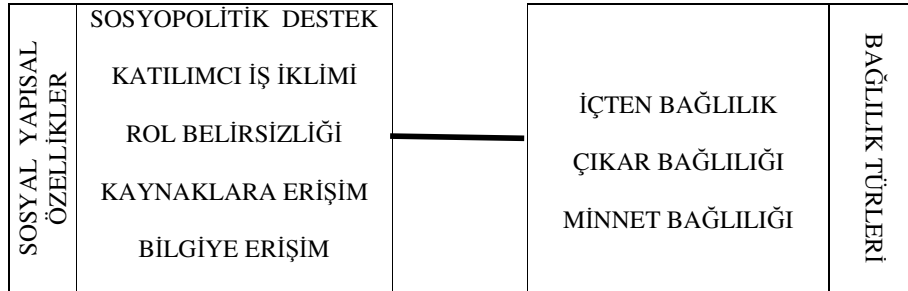 SOSYAL YAPISAL
ÖZELLİKLER
SOSYOPOLİTİK DESTEK
KATILIMCI İŞ İKLİMİ
ROL BELİRSİZLİĞİ
KAYNAKLARA ERİŞİM
BİLGİYE ERİŞİM
İÇTEN BAĞLILIK
ÇIKAR BAĞLILIĞI
MİNNET BAĞLILIĞI
BAĞLILIK TÜRLERİ